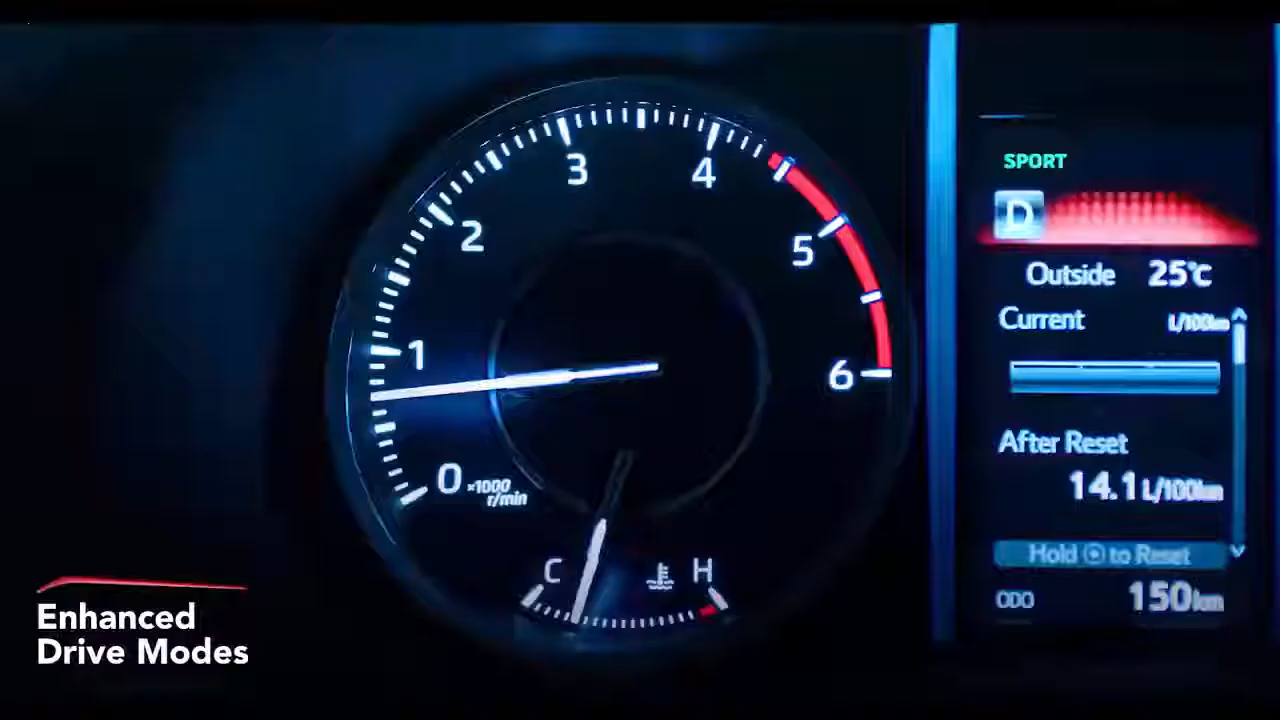 3
4
2
5
1
6
0
×1000
r/min
C
H
SPORT
D
Outside 25℃
Current L/100km
After Reset
14.1 L/100km
Hold ⊙ to Reset
ODO 150km
Enhanced
Drive Modes